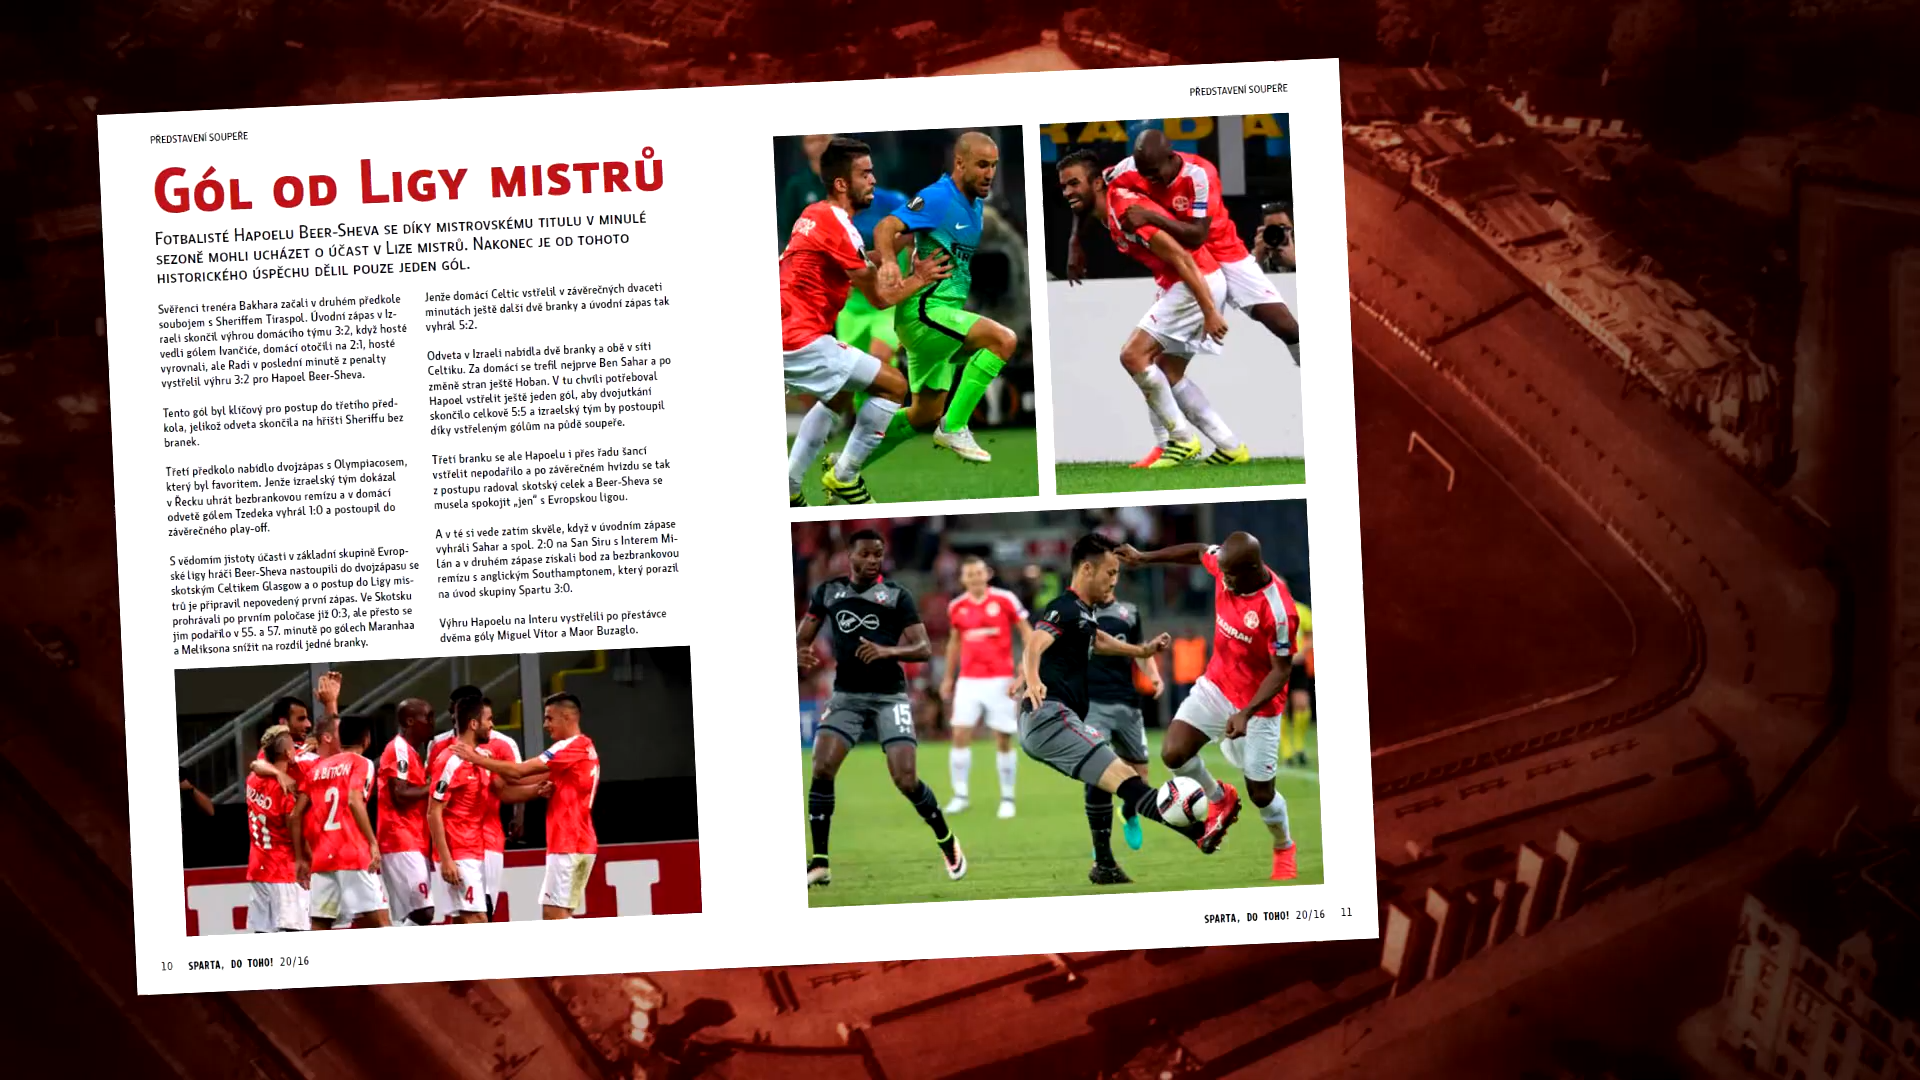 PŘEDSTAVENÍ SOUPEŘE
Gól od Ligy mistrů
Fotbalisté Hapoelu Beer-Sheva se díky mistrovskému titulu v minulé
sezoně mohli ucházet o účast v Lize mistrů. Nakonec je od tohoto
historického úspěchu dělil pouze jeden gól.
Svěřenci trenéra Bakhara začali v druhém předkole
soubojem s Sheriffem Tiraspol. Úvodní zápas v Iz-
raeli skončil výhrou domácího týmu 3:2, když hosté
vedli gólem Ivančiće, domácí otočili na 2:1, hosté
vyrovnali, ale Radi v poslední minutě z penalty
vystřelil výhru 3:2 pro Hapoel Beer-Sheva.
Tento gól byl klíčový pro postup do třetího před-
kola, jelikož odveta skončila na hřišti Sheriffu bez
branek.
Třetí předkolo nabídlo dvojzápas s Olympiacosem,
který byl favoritem. Jenže izraelský tým dokázal
v Řecku uhrát bezbrankovou remízu a v domácí
odvetě gólem Tzedeka vyhrál 1:0 a postoupil do
závěrečného play-off.
S vědomím jistoty účasti v základní skupině Evrop-
ské ligy hráči Beer-Sheva nastoupili do dvojzápasu se
skotským Celtikem Glasgow a o postup do Ligy mis-
trů je připravil nepovedený první zápas. Ve Skotsku
prohrávali po prvním poločase již 0:3, ale přesto se
jim podařilo v 55. a 57. minutě po gólech Maranhaa
a Meliksona snížit na rozdíl jedné branky.
Jenže domácí Celtic vstřelil v závěrečných dvaceti
minutách ještě další dvě branky a úvodní zápas tak
vyhrál 5:2.
Odveta v Izraeli nabídla dvě branky a obě v síti
Celtiku. Za domácí se trefil nejprve Ben Sahar a po
změně stran ještě Hoban. V tu chvíli potřeboval
Hapoel vstřelit ještě jeden gól, aby dvojutkání
skončilo celkově 5:5 a izraelský tým by postoupil
díky vstřeleným gólům na půdě soupeře.
Třetí branku se ale Hapoelu i přes řadu šancí
vstřelit nepodařilo a po závěrečném hvizdu se tak
z postupu radoval skotský celek a Beer-Sheva se
musela spokojit „jen“ s Evropskou ligou.
A v té si vede zatím skvěle, když v úvodním zápase
vyhráli Sahar a spol. 2:0 na San Siru s Interem Mi-
lán a v druhém zápase získali bod za bezbrankovou
remízu s anglickým Southamptonem, který porazil
na úvod skupiny Spartu 3:0.
Výhru Hapoelu na Interu vystřelili po přestávce
dvěma góly Miguel Vítor a Maor Buzaglo.
B.BITTON
11
2
9
4
10 SPARTA, DO TOHO! 20/16
PŘEDSTAVENÍ SOUPEŘE
15
SPARTA, DO TOHO! 20/16 11